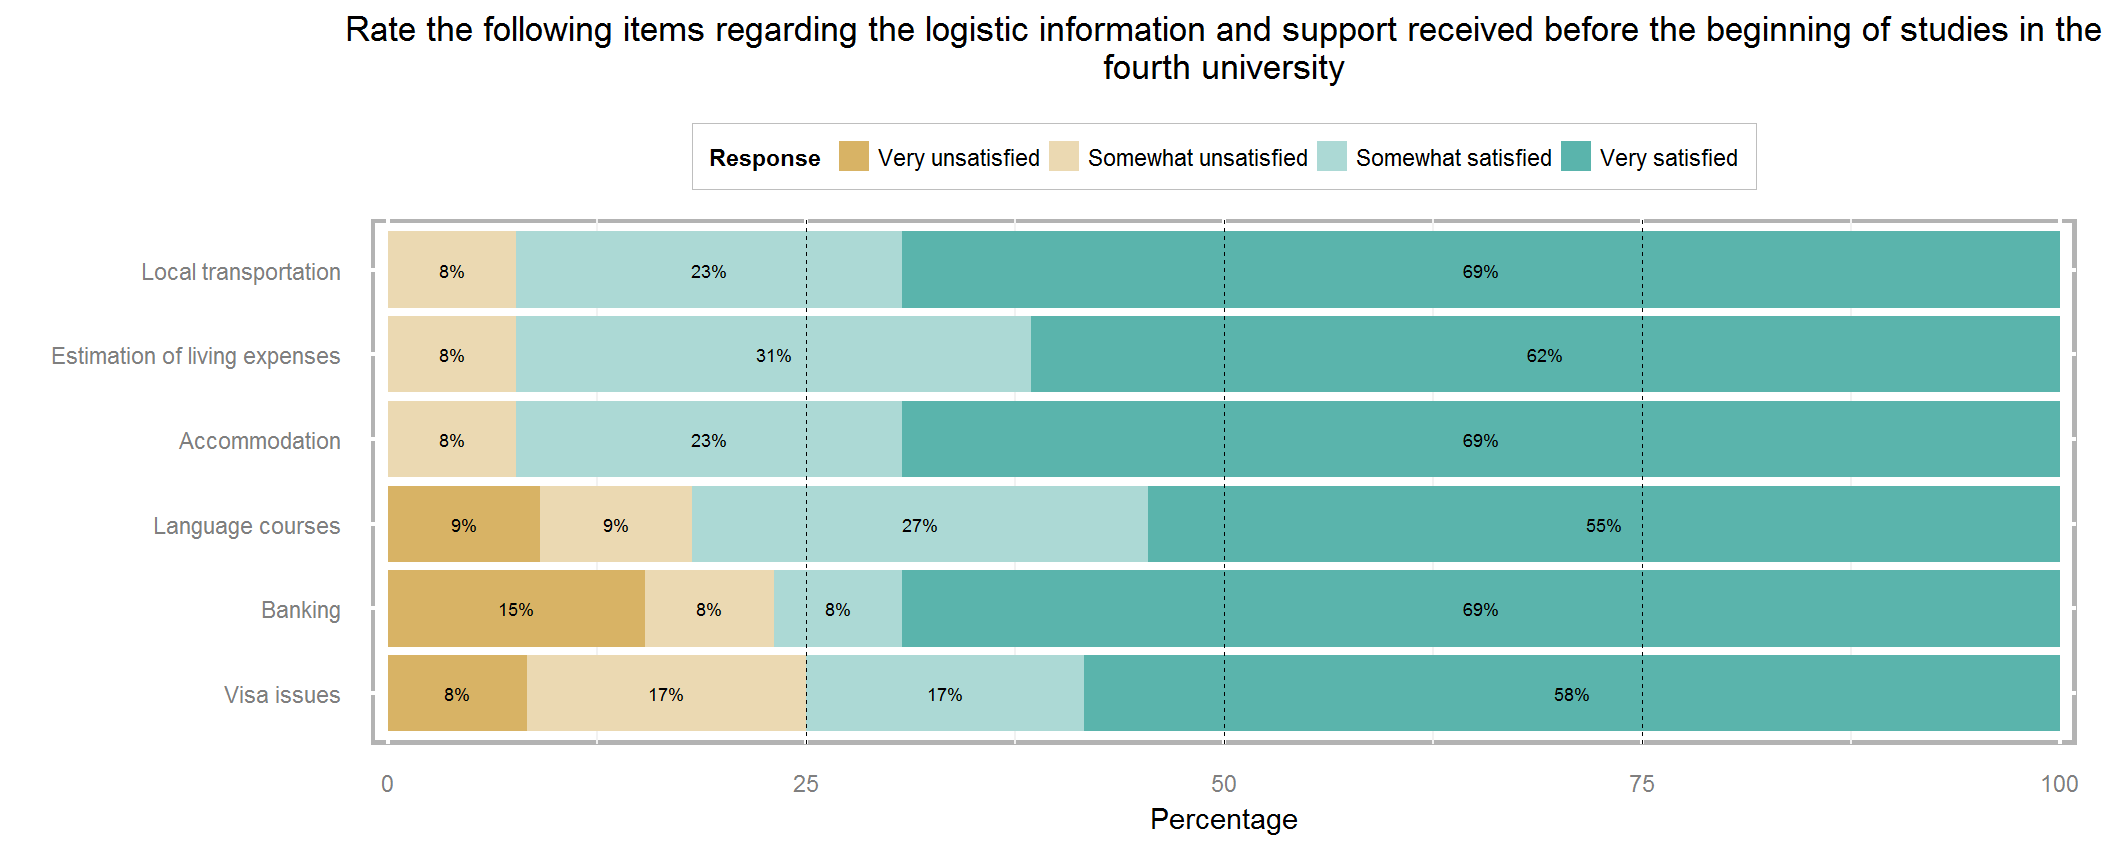 Rate the following items regarding the logistic information and support received before the beginning of studies in the
fourth university
Response Very unsatisfied Somewhat unsatisfied Somewhat satisfied Very satisfied
Local transportation 8% 23% 69%
Estimation of living expenses 8% 31% 62%
Accommodation 8% 23% 69%
Language courses 9% 9% 27% 55%
Banking 15% 8% 8% 69%
Visa issues 8% 17% 17% 58%
0 25 50 75 100
Percentage